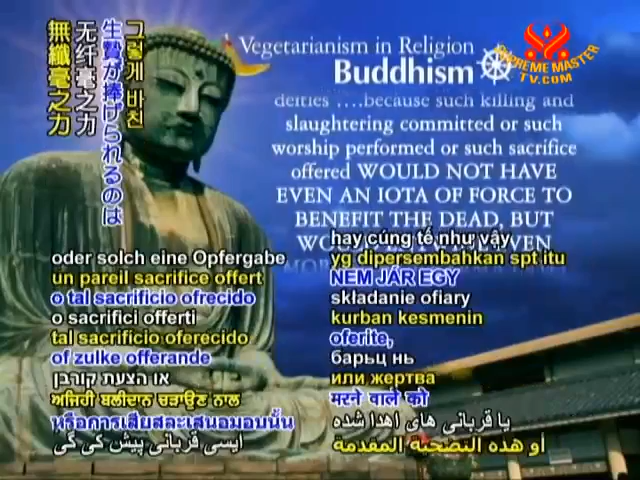 그렇게 바친
生贄が捧げられるのは
无纤毫之力
無纖毫之力
Vegetarianism in Religion
Buddhism
SUPREME MASTER
TV.COM
deities ....because such killing and
slaughtering committed or such
worship performed or such sacrifice
offered WOULD NOT HAVE
EVEN AN IOTA OF FORCE TO
BENEFIT THE DEAD, BUT
oder solch eine Opfergabe
un pareil sacrifice offert
o tal sacrificio ofrecido
o sacrifici offerti
tal sacrifício oferecido
of zulke offerande
או הצעת קורבן
ਅਜਿਹੀ ਬਲੀਦਾਨ ਚੜਾਉਣ ਨਾਲ
หรือการเสียสละเสนอมอบนั้น
ایسی قربانی پیش کی گی
hay cúng tế như vậy
yg dipersembahkan spt itu
NEM JÁR EGY
składanie ofiary
kurban kesmenin
oferite,
барьц нь
или жертва
मरने वाले को
یا قربانی های اهدا شده
أو هذه التضحية المقدمة